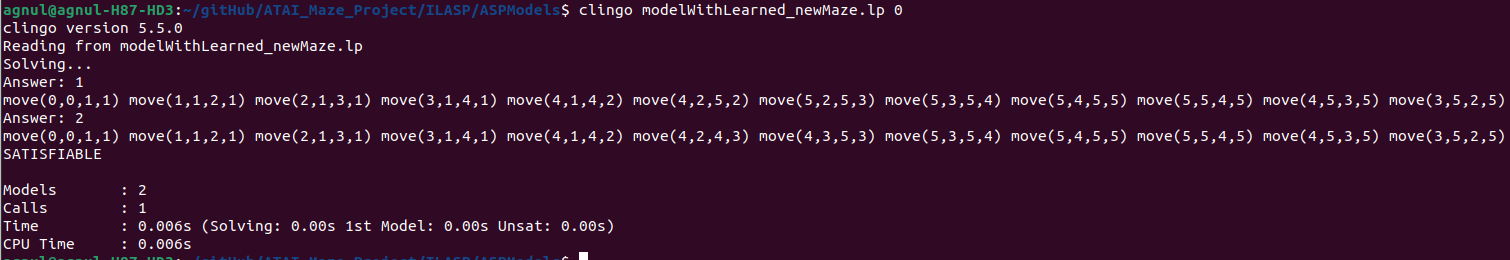 agnul@agnul-H87-HD3:~/gitHub/ATAI_Maze_Project/ILASP/ASPModels$ clingo modelWithLearned_newMaze.lp 0
clingo version 5.5.0
Reading from modelWithLearned_newMaze.lp
Solving...
Answer: 1
move(0,0,1,1) move(1,1,2,1) move(2,1,3,1) move(3,1,4,1) move(4,1,4,2) move(4,2,5,2) move(5,2,5,3) move(5,3,5,4) move(5,4,5,5) move(5,5,4,5) move(4,5,3,5) move(3,5,2,5)
Answer: 2
move(0,0,1,1) move(1,1,2,1) move(2,1,3,1) move(3,1,4,1) move(4,1,4,2) move(4,2,4,3) move(4,3,5,3) move(5,3,5,4) move(5,4,5,5) move(5,5,4,5) move(4,5,3,5) move(3,5,2,5)
SATISFIABLE
Models : 2
Calls : 1
Time : 0.006s (Solving: 0.00s 1st Model: 0.00s Unsat: 0.00s)
CPU Time : 0.006s
agnul@agnul-H87-HD3:~/gitHub/ATAI_Maze_Project/ILASP/ASPModels$